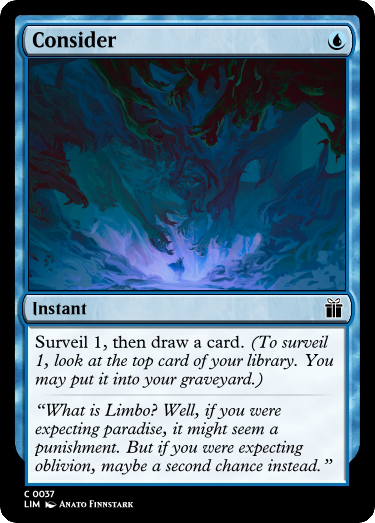 Consider
Instant
Surveil 1, then draw a card. (To surveil
1, look at the top card of your library. You
may put it into your graveyard.)
“What is Limbo? Well, if you were
expecting paradise, it might seem a
punishment. But if you were expecting
oblivion, maybe a second chance instead.”
C 0037
LIM Anato Finnstark